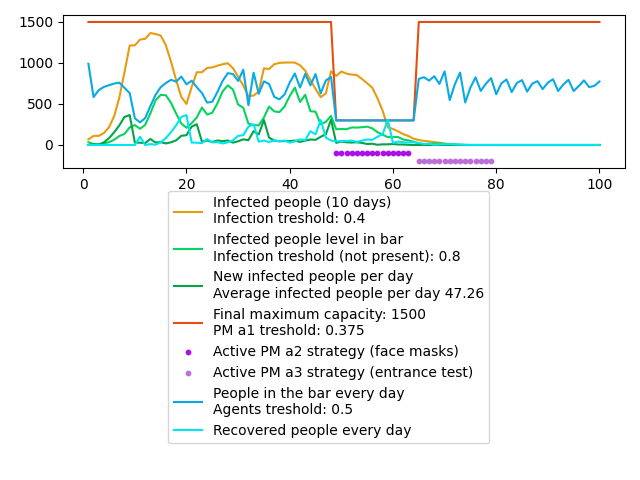 1500
1000
500
0
0 20 40 60 80 100
Infected people (10 days)
Infection treshold: 0.4
Infected people level in bar
Infection treshold (not present): 0.8
New infected people per day
Average infected people per day 47.26
Final maximum capacity: 1500
PM a1 treshold: 0.375
Active PM a2 strategy (face masks)
Active PM a3 strategy (entrance test)
People in the bar every day
Agents treshold: 0.5
Recovered people every day